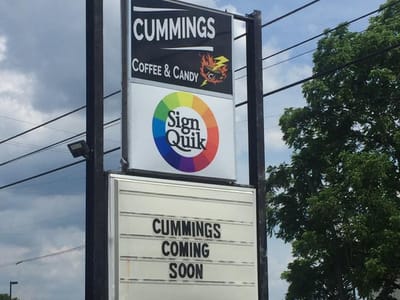 CUMMINGS
COFFEE & CANDY
Sign
Quik
CUMMINGS
COMING
SOON